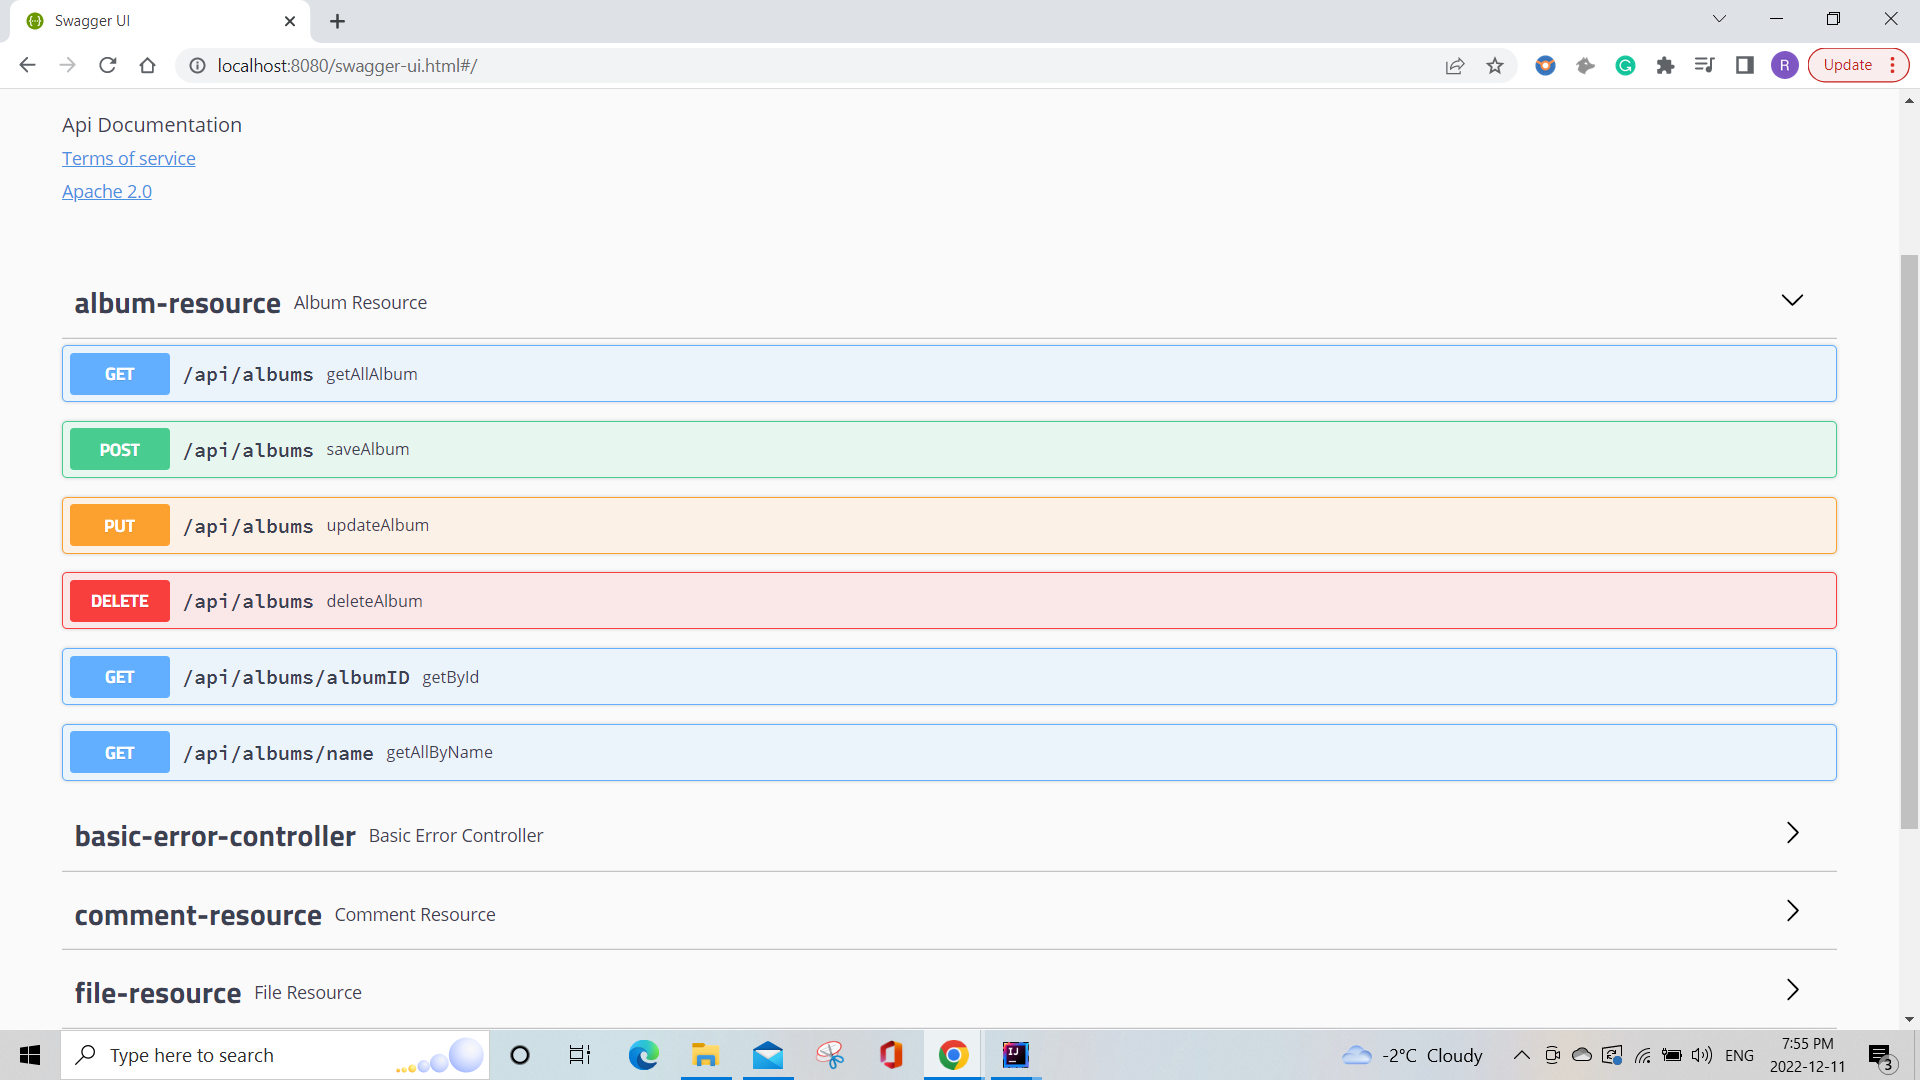 Swagger UI
localhost:8080/swagger-ui.html#/
R
Update
Api Documentation
Terms of service
Apache 2.0
album-resource Album Resource
GET /api/albums getAllAlbum
POST /api/albums saveAlbum
PUT /api/albums updateAlbum
DELETE /api/albums deleteAlbum
GET /api/albums/albumID getById
GET /api/albums/name getAllByName
basic-error-controller Basic Error Controller
comment-resource Comment Resource
file-resource File Resource
Type here to search
IJ
-2°C Cloudy
ENG
7:55 PM
2022-12-11
3